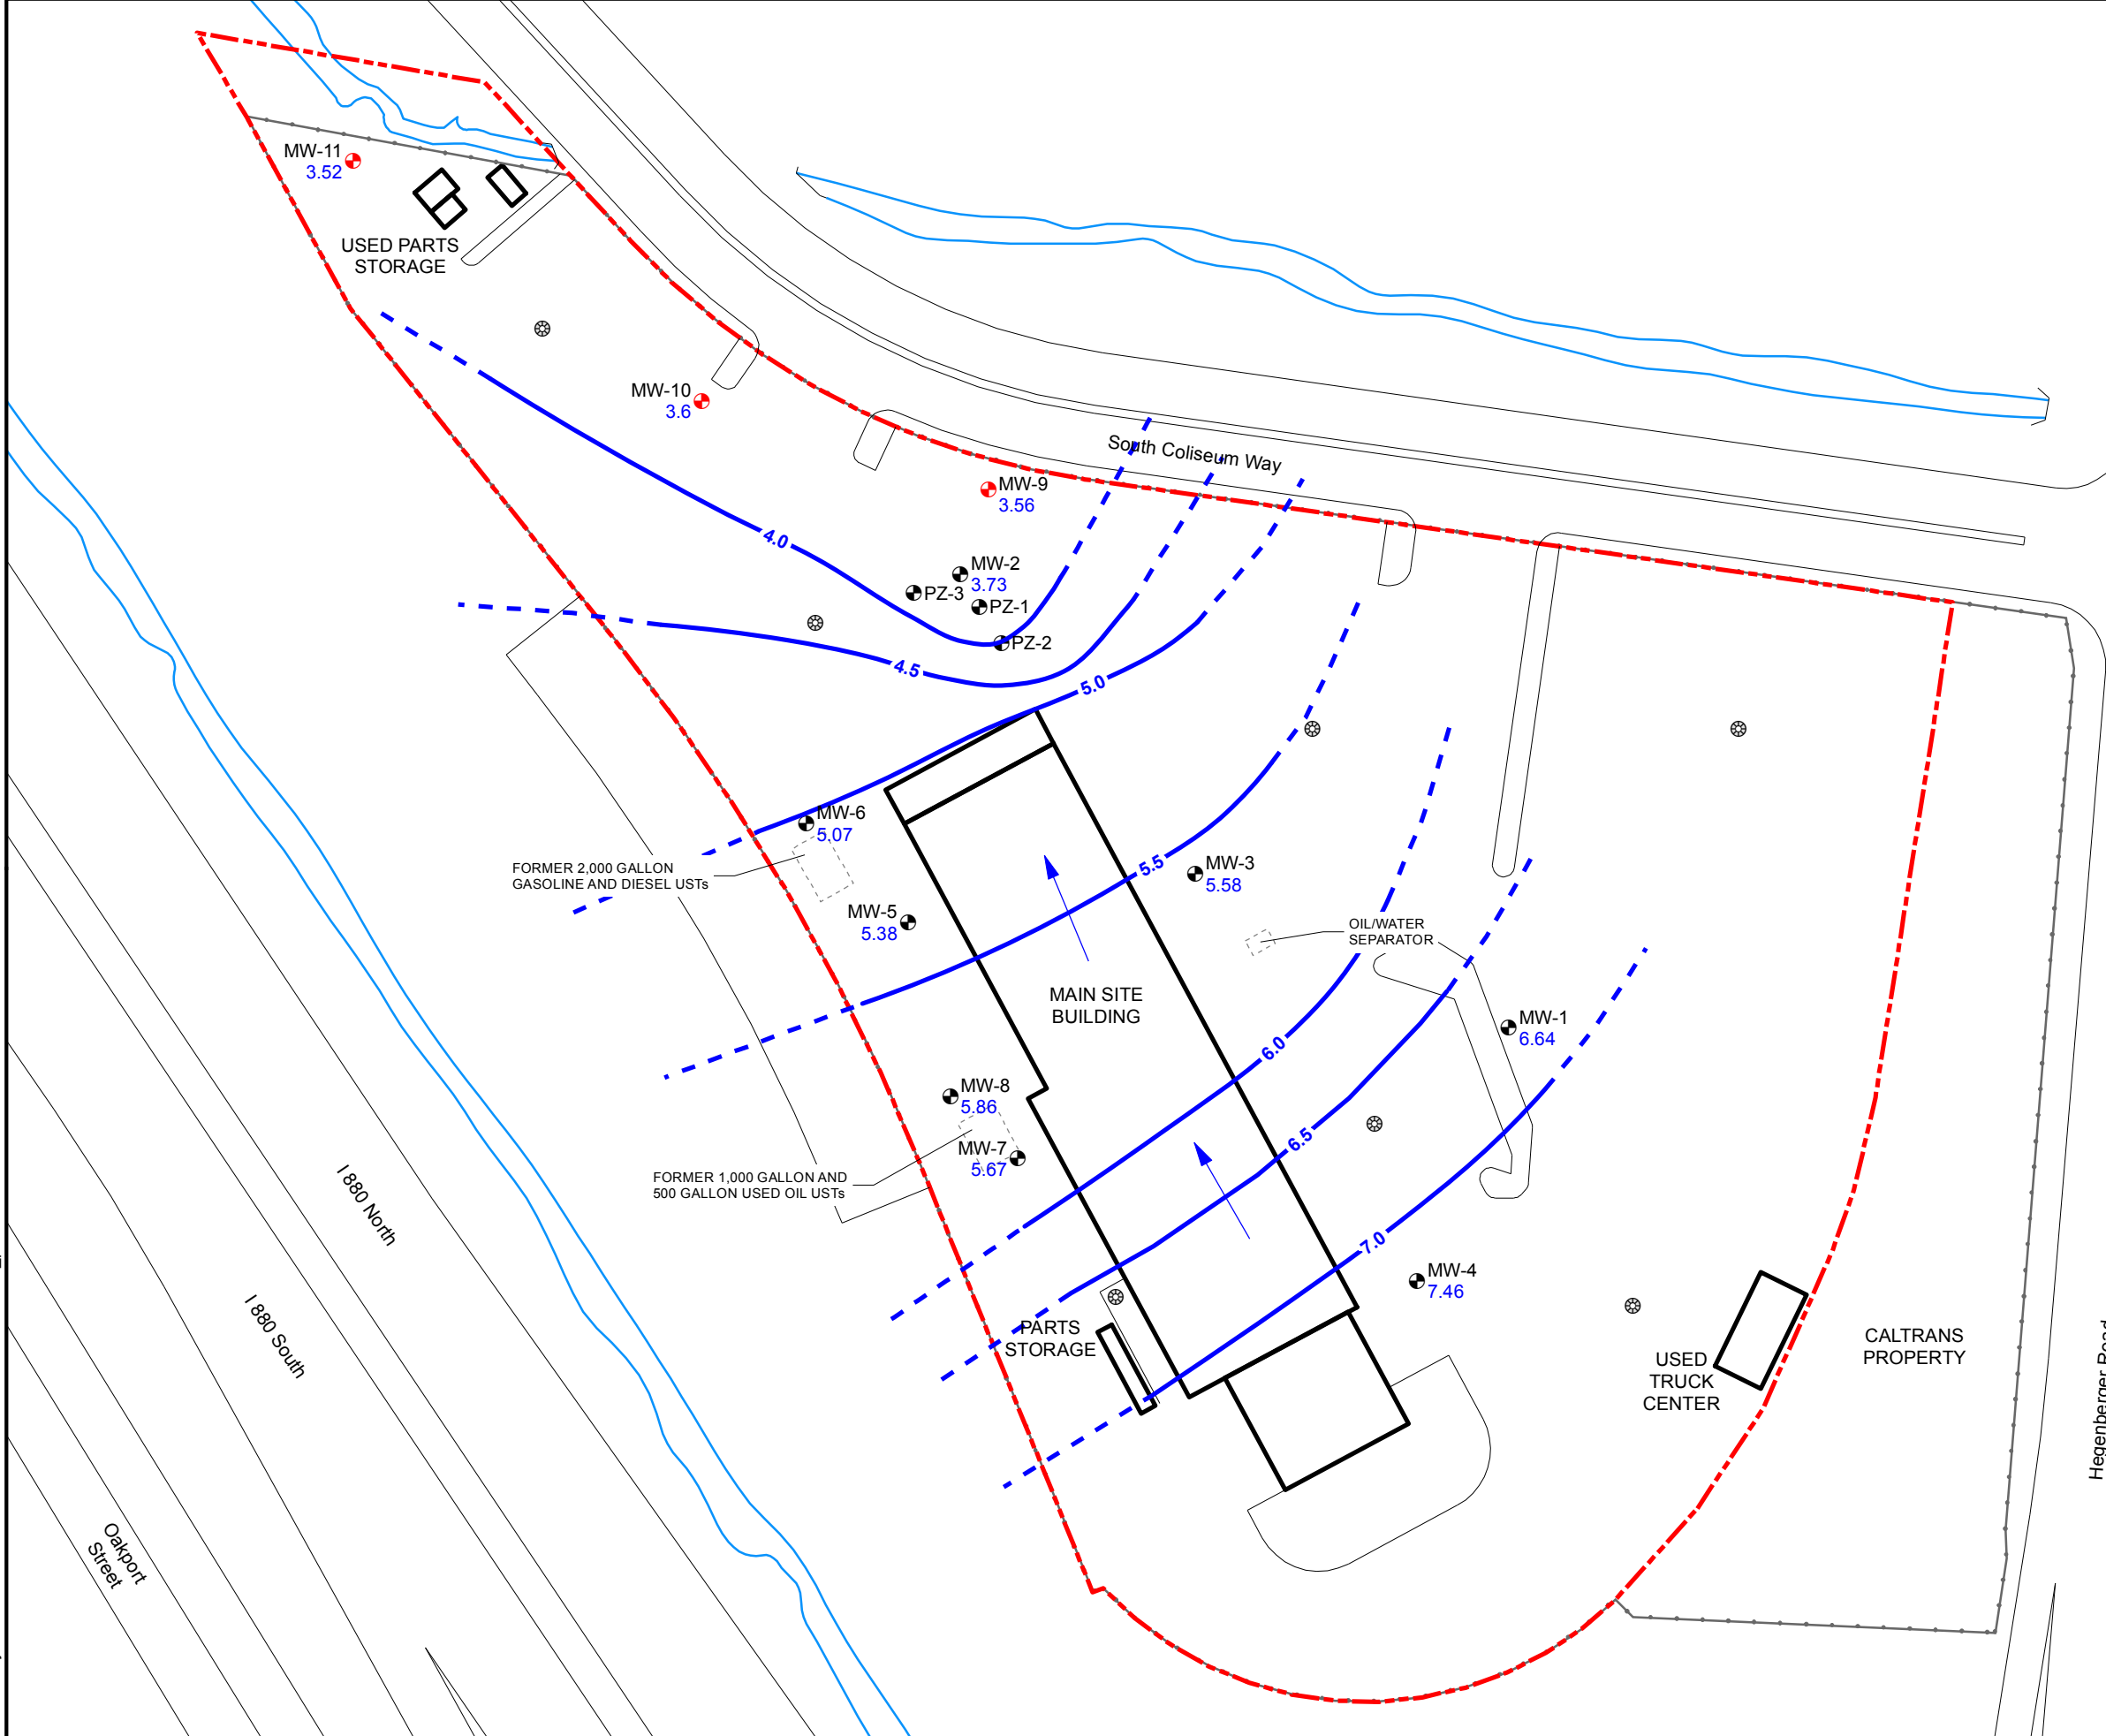 MW-11
3.52
USED PARTS
STORAGE
MW-10
3.6
South Coliseum Way
MW-9
3.56
4.0
MW-2
3.73
PZ-3
PZ-1
PZ-2
4.5
5.0
MW-6
5.07
FORMER 2,000 GALLON
GASOLINE AND DIESEL USTs
5.5
MW-3
5.58
MW-5
5.38
OIL/WATER
SEPARATOR
MAIN SITE
BUILDING
MW-1
6.64
6.0
MW-8
5.86
6.5
MW-7
5.67
FORMER 1,000 GALLON AND
500 GALLON USED OIL USTs
I 880 North
7.0
MW-4
7.46
I 880 South
PARTS
STORAGE
USED
TRUCK
CENTER
CALTRANS
PROPERTY
Hegenberger Road
Oakport
Street